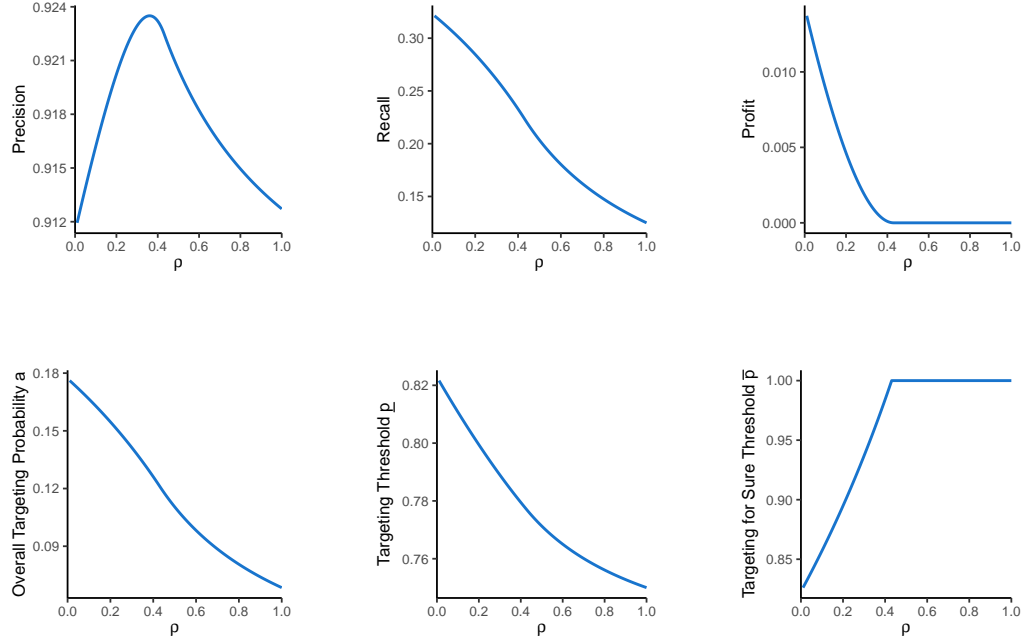 Precision
0.924
0.921
0.918
0.915
0.912
0.0 0.2 0.4 0.6 0.8 1.0
ρ
Recall
0.30
0.25
0.20
0.15
0.0 0.2 0.4 0.6 0.8 1.0
ρ
Profit
0.010
0.005
0.000
0.0 0.2 0.4 0.6 0.8 1.0
ρ
Overall Targeting Probability a
0.18
0.15
0.12
0.09
0.0 0.2 0.4 0.6 0.8 1.0
ρ
Targeting Threshold p̲
0.82
0.80
0.78
0.76
0.0 0.2 0.4 0.6 0.8 1.0
ρ
Targeting for Sure Threshold p̅
1.00
0.95
0.90
0.85
0.0 0.2 0.4 0.6 0.8 1.0
ρ